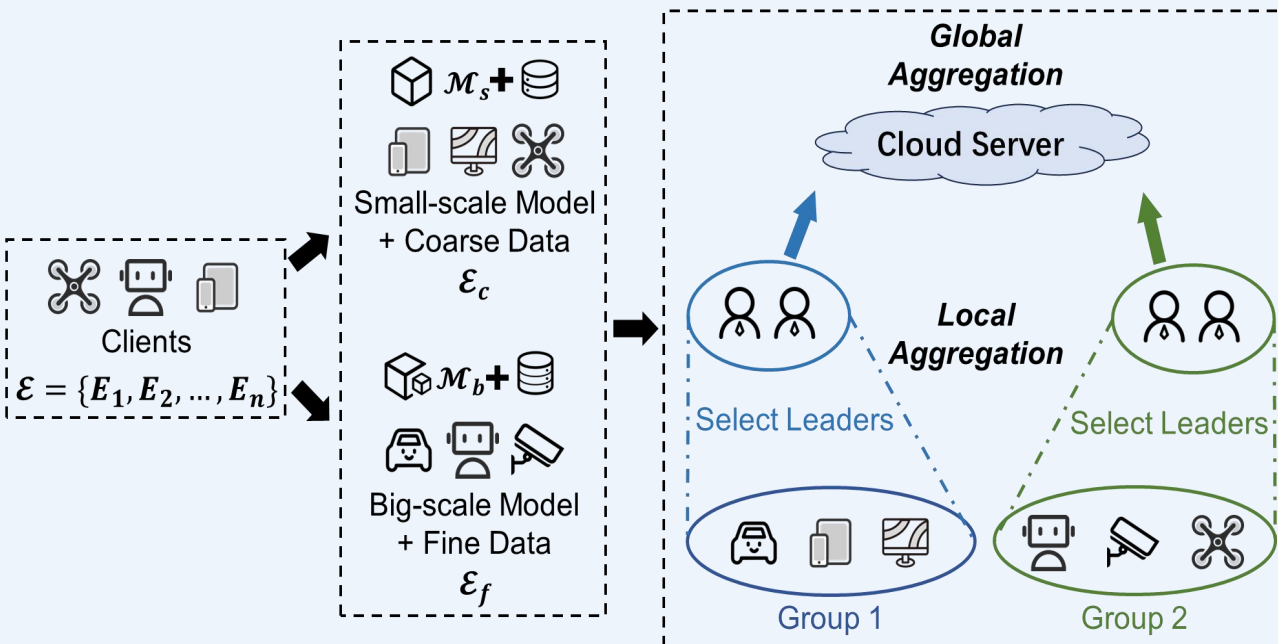 Clients
ℰ = {E₁, E₂, ..., Eₙ}
ℳₛ+
Small-scale Model
+ Coarse Data
ℰ_c
ℳ_b+
Big-scale Model
+ Fine Data
ℰ_f
Global
Aggregation
Cloud Server
Local
Aggregation
Select Leaders
Select Leaders
Group 1
Group 2